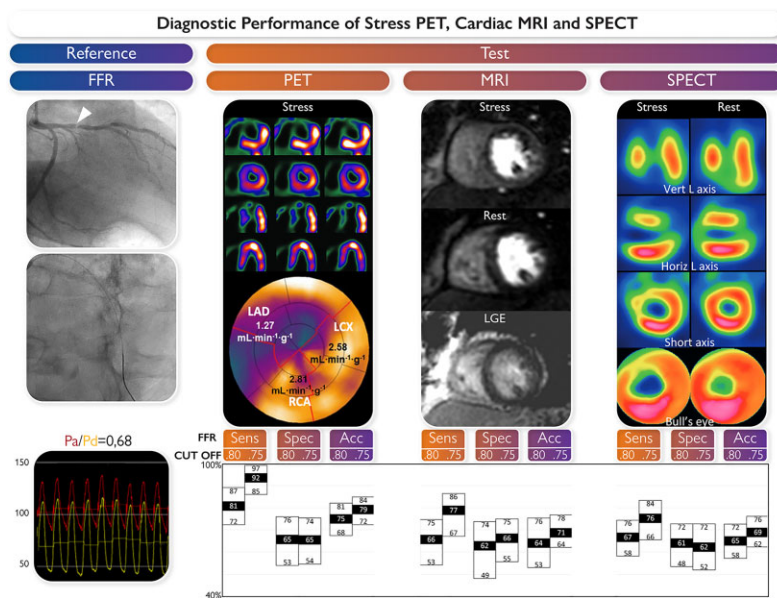 Diagnostic Performance of Stress PET, Cardiac MRI and SPECT
Reference
Test
FFR
PET
MRI
SPECT
Stress
LAD
1.27
mL·min⁻¹·g⁻¹
LCX
2.58
mL·min⁻¹·g⁻¹
2.81
mL·min⁻¹·g⁻¹
RCA
Stress
Rest
LGE
Stress Rest
Vert L axis
Horiz L axis
Short axis
Bull's eye
Pa/Pd=0,68
150
100
50
FFR Sens Spec Acc Sens Spec Acc Sens Spec Acc
CUT OFF .80 .75 .80 .75 .80 .75 .80 .75 .80 .75 .80 .75 .80 .75 .80 .75 .80 .75
100%
87 97 76 74 81 84 75 86 74 75 76 78 76 84 72 72 76 76
81 92 65 65 75 79 66 77 62 66 64 71 67 76 61 62 65 69
72 85 53 54 68 72 53 67 49 55 53 64 58 66 48 52 58 62
40%